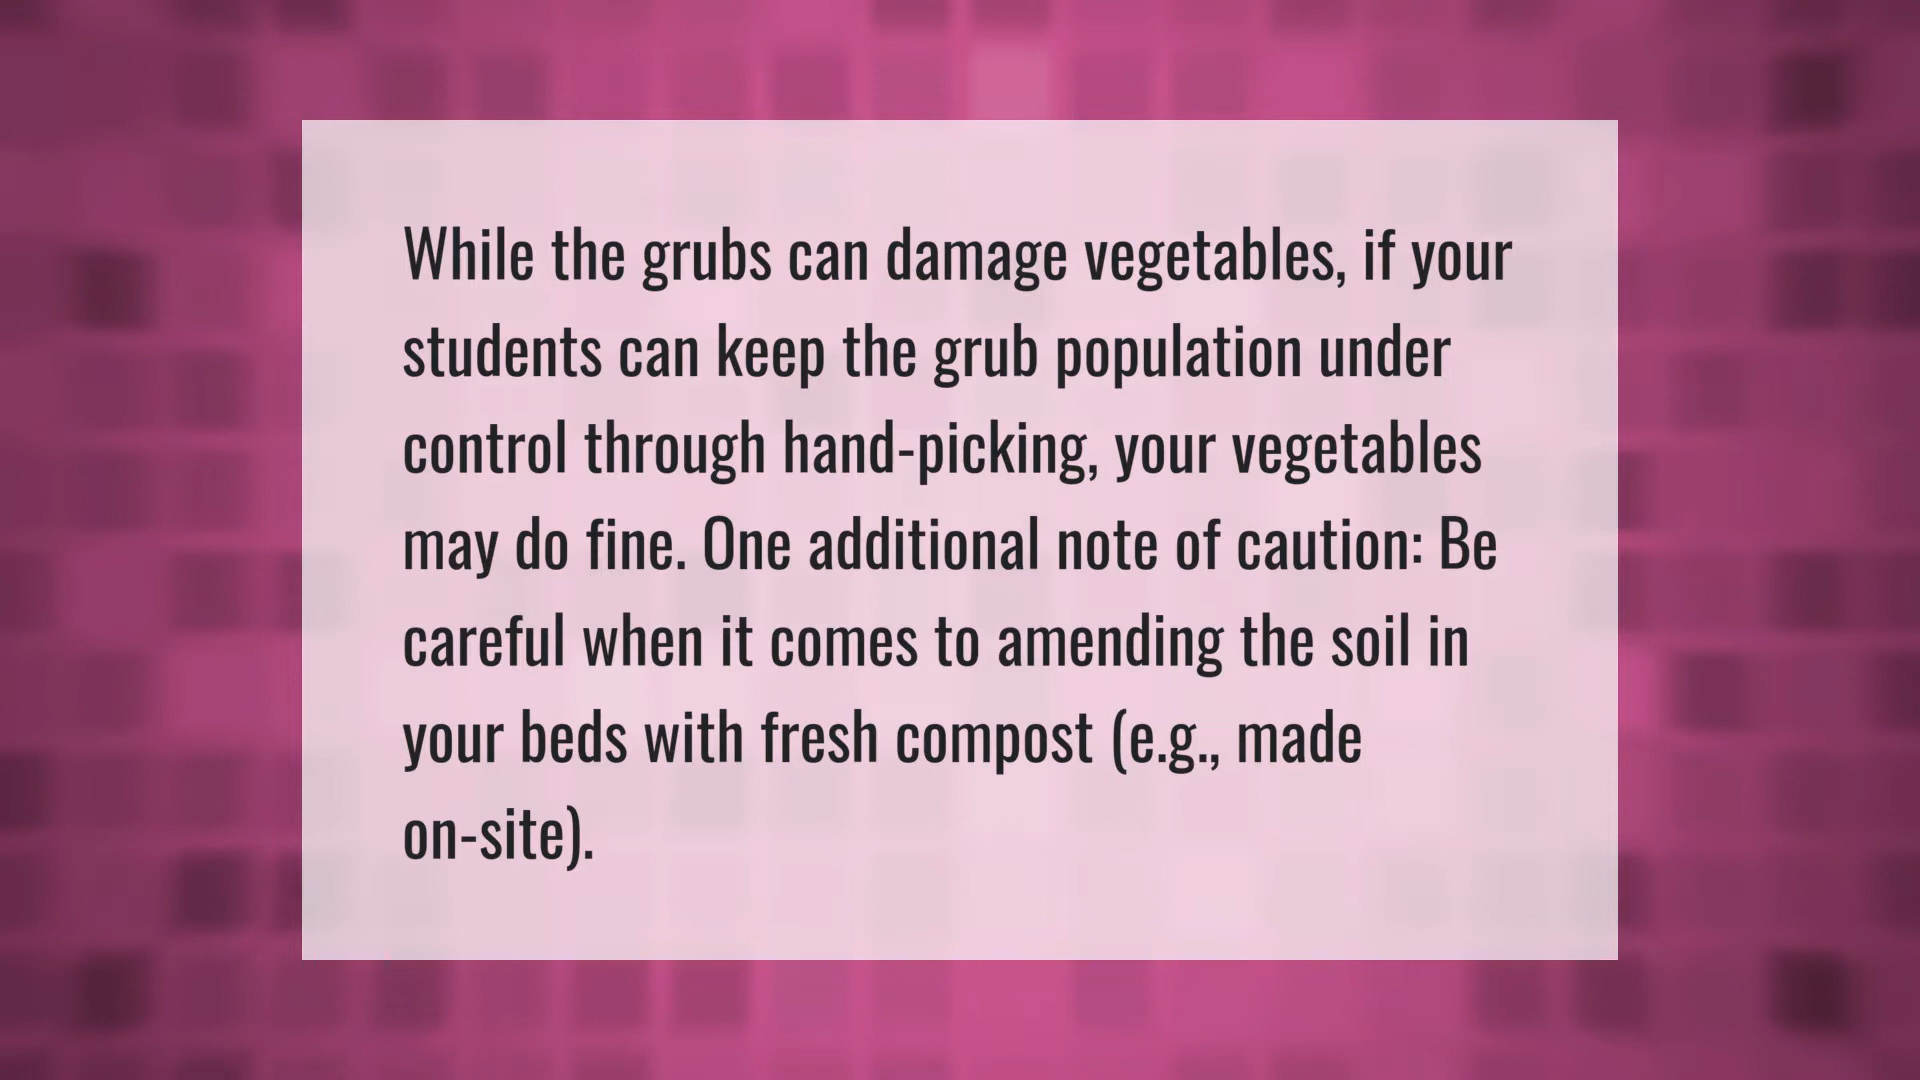 While the grubs can damage vegetables, if your
students can keep the grub population under
control through hand-picking, your vegetables
may do fine. One additional note of caution: Be
careful when it comes to amending the soil in
your beds with fresh compost (e.g., made
on-site).